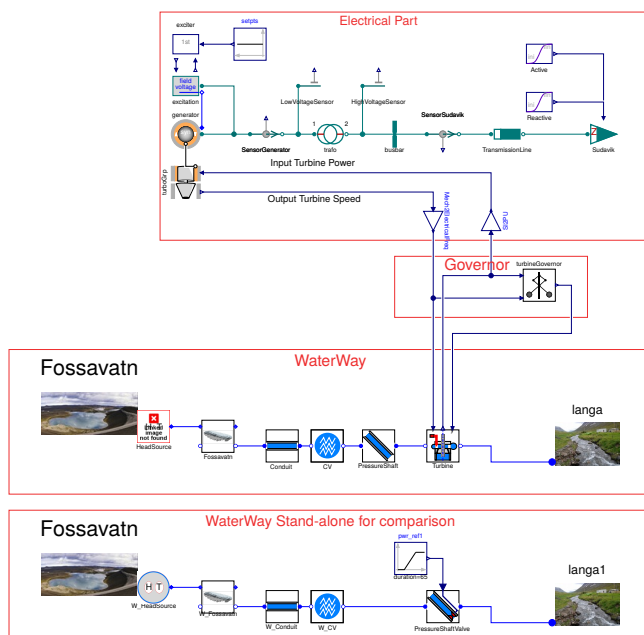 Electrical Part
exciter
setpts
1st
Active
field
voltage
LowVoltageSensor
HighVoltageSensor
excitation
Reactive
generator
SensorSudavik
1
2
Z
SensorGenerator
trafo
busbar
TransmissionLine
Sudavik
Input Turbine Power
turboGrp
Output Turbine Speed
Mech2ElectricalFreq
SI2PU
Governor
turbineGovernor
WaterWay
Fossavatn
langa
image
not found
HeadSource
Fossavatn
Conduit
CV
PressureShaft
Turbine
WaterWay Stand-alone for comparison
Fossavatn
pwr_ref1
langa1
duration=65
H T
W_HeadSource
W_Fossavatn
W_Conduit
W_CV
PressureShaftValve